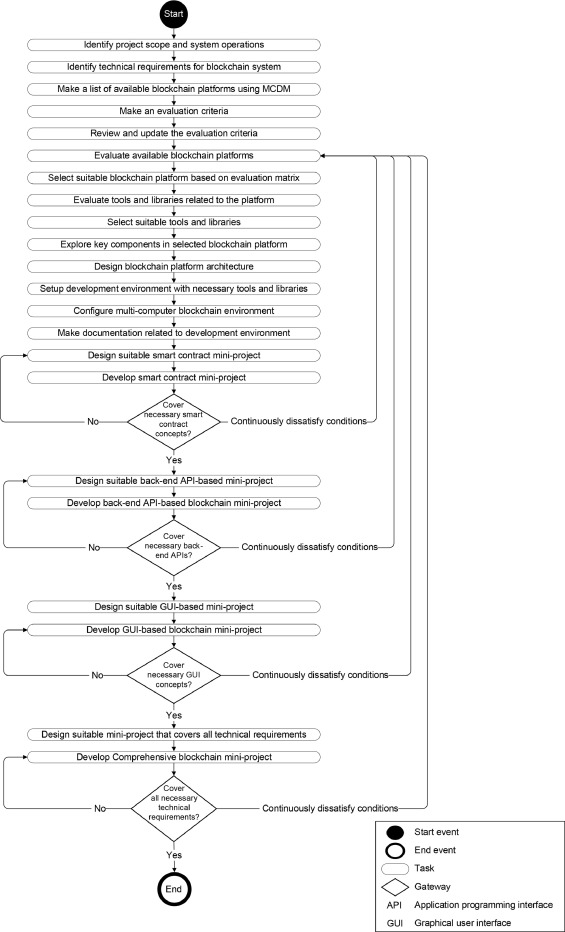 Start
Identify project scope and system operations
Identify technical requirements for blockchain system
Make a list of available blockchain platforms using MCDM
Make an evaluation criteria
Review and update the evaluation criteria
Evaluate available blockchain platforms
Select suitable blockchain platform based on evaluation matrix
Evaluate tools and libraries related to the platform
Select suitable tools and libraries
Explore key components in selected blockchain platform
Design blockchain platform architecture
Setup development environment with necessary tools and libraries
Configure multi-computer blockchain environment
Make documentation related to development environment
Design suitable smart contract mini-project
Develop smart contract mini-project
Cover
necessary smart
contract
concepts?
No
Continuously dissatisfy conditions
Yes
Design suitable back-end API-based mini-project
Develop back-end API-based blockchain mini-project
Cover
necessary back-
end APIs?
No
Continuously dissatisfy conditions
Yes
Design suitable GUI-based mini-project
Develop GUI-based blockchain mini-project
Cover
necessary GUI
concepts?
No
Continuously dissatisfy conditions
Yes
Design suitable mini-project that covers all technical requirements
Develop Comprehensive blockchain mini-project
Cover
all necessary
technical
requirements?
No
Continuously dissatisfy conditions
Yes
End
Start event
End event
Task
Gateway
API Application programming interface
GUI Graphical user interface